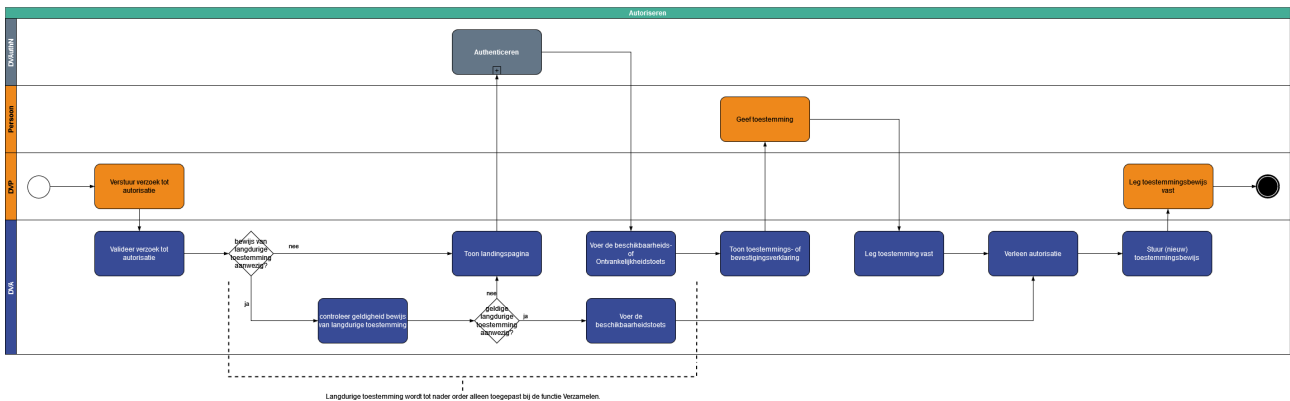 Autoriseren
DVAuthN
Authenticeren
Persoon
Geef toestemming
DVP
Verstuur verzoek tot
autorisatie
Leg toestemmingsbewijs
vast
DVA
Valideer verzoek tot
autorisatie
bewijs van
langdurige
toestemming
aanwezig?
nee
ja
Toon landingspagina
Voer de beschikbaarheids-
of
Ontvankelijkheidstoets
Toon toestemmings- of
bevestigingsverklaring
Leg toestemming vast
Verleen autorisatie
Stuur (nieuw)
toestemmingsbewijs
controleer geldigheid bewijs
van langdurige toestemming
nee
geldige
langdurige
toestemming
aanwezig?
ja
Voer de
beschikbaarheidstoets
Langdurige toestemming wordt tot nader order alleen toegepast bij de functie Verzamelen.